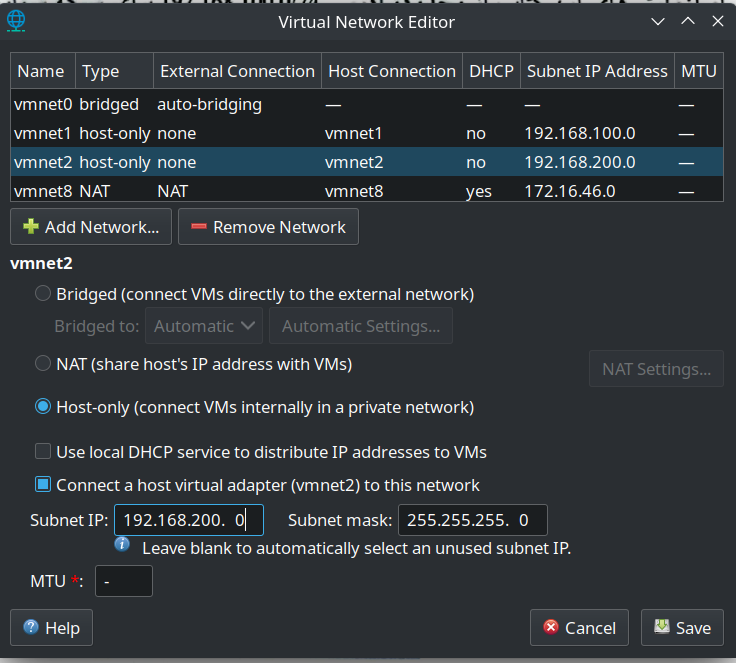 Virtual Network Editor
Name Type External Connection Host Connection DHCP Subnet IP Address MTU
vmnet0 bridged auto-bridging — — — —
vmnet1 host-only none vmnet1 no 192.168.100.0 —
vmnet2 host-only none vmnet2 no 192.168.200.0 —
vmnet8 NAT NAT vmnet8 yes 172.16.46.0 —
Add Network... Remove Network
vmnet2
Bridged (connect VMs directly to the external network)
Bridged to: Automatic Automatic Settings...
NAT (share host's IP address with VMs)
NAT Settings...
Host-only (connect VMs internally in a private network)
Use local DHCP service to distribute IP addresses to VMs
Connect a host virtual adapter (vmnet2) to this network
Subnet IP: 192.168.200. 0 Subnet mask: 255.255.255. 0
Leave blank to automatically select an unused subnet IP.
MTU *: -
Help Cancel Save